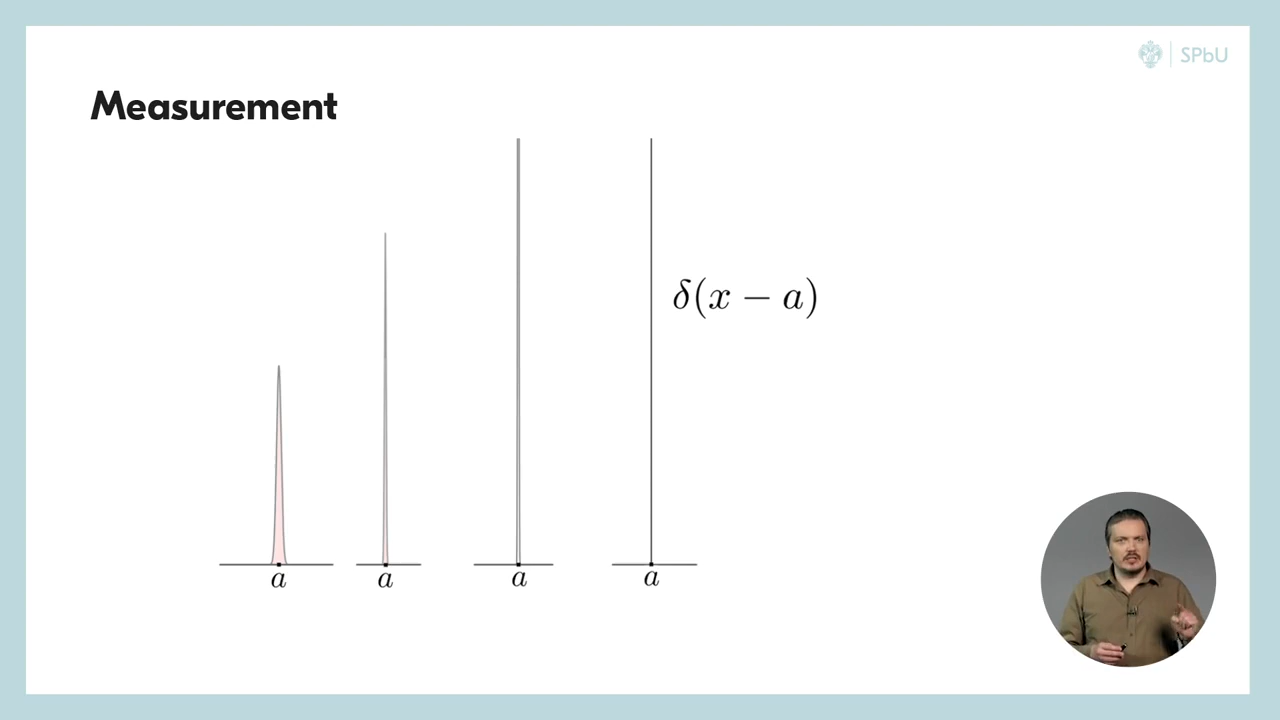 SPbU
Measurement
δ(x − a)
a a a a